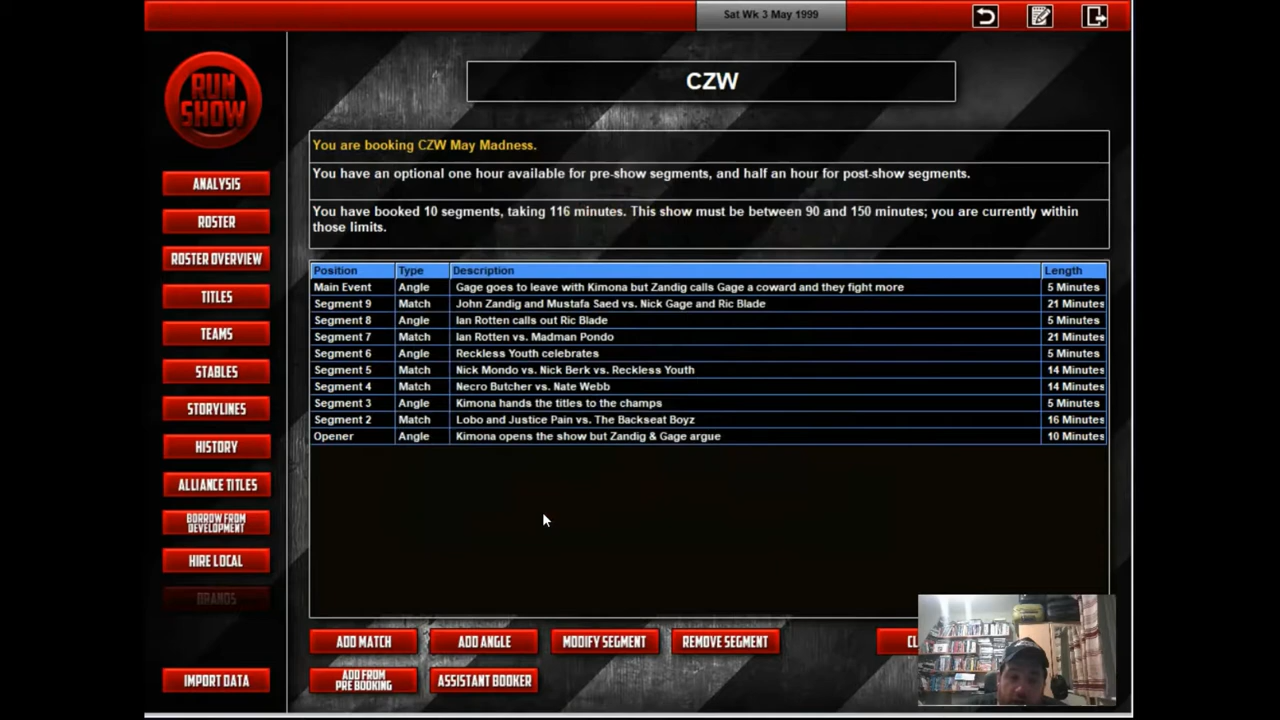 Sat Wk 3 May 1999
RUN
SHOW
CZW
You are booking CZW May Madness.
You have an optional one hour available for pre-show segments, and half an hour for post-show segments.
You have booked 10 segments, taking 116 minutes. This show must be between 90 and 150 minutes; you are currently within
those limits.
ANALYSIS
ROSTER
ROSTER OVERVIEW
TITLES
TEAMS
STABLES
STORYLINES
HISTORY
ALLIANCE TITLES
BORROW FROM
DEVELOPMENT
HIRE LOCAL
BRANDS
IMPORT DATA
Position Type Description Length
Main Event Angle Gage goes to leave with Kimona but Zandig calls Gage a coward and they fight more 5 Minutes
Segment 9 Match John Zandig and Mustafa Saed vs. Nick Gage and Ric Blade 21 Minutes
Segment 8 Angle Ian Rotten calls out Ric Blade 5 Minutes
Segment 7 Match Ian Rotten vs. Madman Pondo 21 Minutes
Segment 6 Angle Reckless Youth celebrates 5 Minutes
Segment 5 Match Nick Mondo vs. Nick Berk vs. Reckless Youth 14 Minutes
Segment 4 Match Necro Butcher vs. Nate Webb 14 Minutes
Segment 3 Angle Kimona hands the titles to the champs 5 Minutes
Segment 2 Match Lobo and Justice Pain vs. The Backseat Boyz 16 Minutes
Opener Angle Kimona opens the show but Zandig & Gage argue 10 Minutes
ADD MATCH ADD ANGLE MODIFY SEGMENT REMOVE SEGMENT CL
ADD FROM
PRE BOOKING
ASSISTANT BOOKER